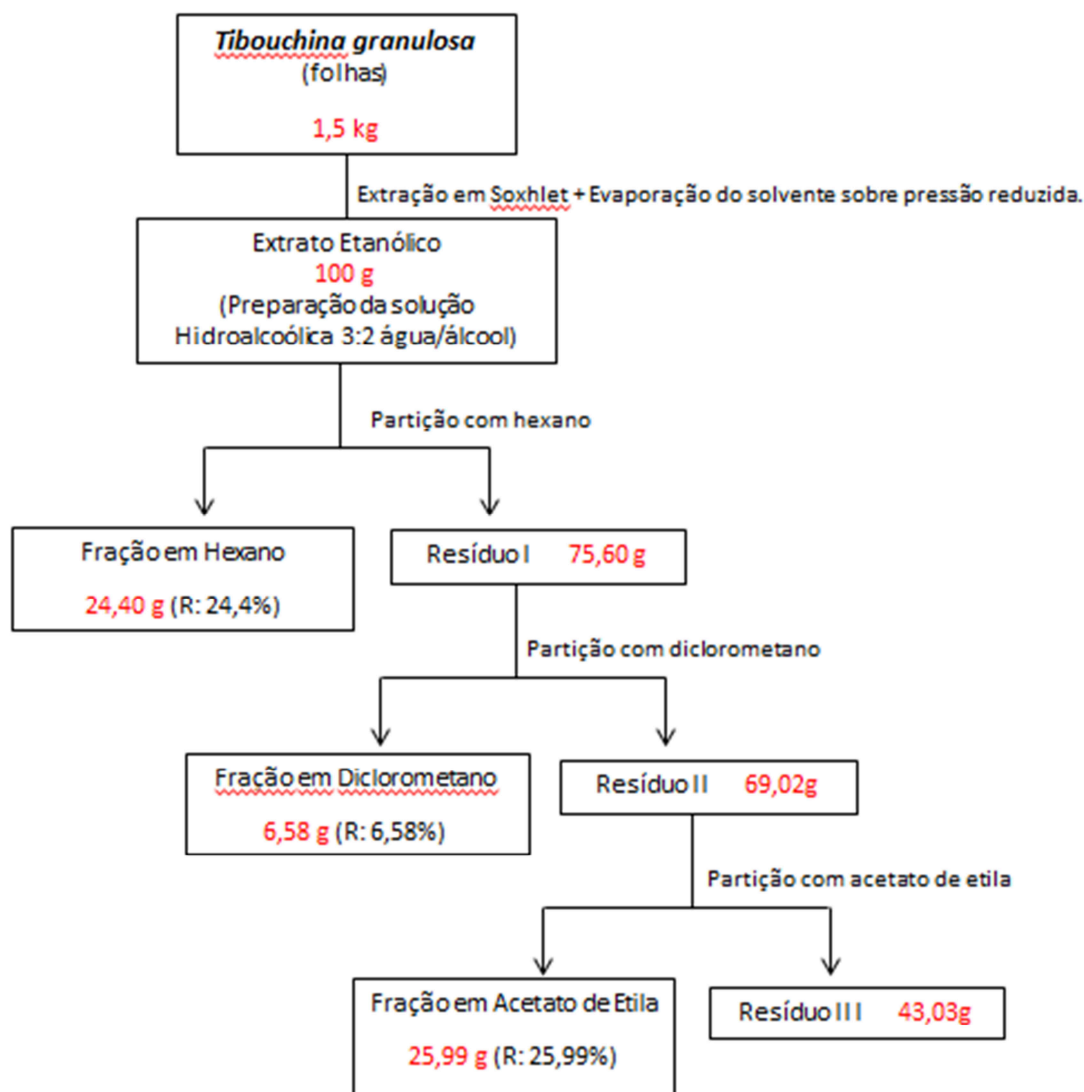 Tibouchina granulosa
(folhas)
1,5 kg
Extração em Soxhlet + Evaporação do solvente sobre pressão reduzida.
Extrato Etanólico
100 g
(Preparação da solução
Hidroalcoólica 3:2 água/álcool)
Partição com hexano
Fração em Hexano
24,40 g (R: 24,4%)
Resíduo I 75,60 g
Partição com diclorometano
Fração em Diclorometano
6,58 g (R: 6,58%)
Resíduo II 69,02g
Partição com acetato de etila
Fração em Acetato de Etila
25,99 g (R: 25,99%)
Resíduo III 43,03g